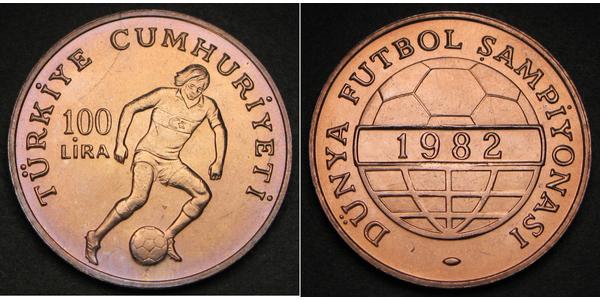 TÜRKİYE CUMHURİYETİ
100
LİRA
DÜNYA FUTBOL ŞAMPİYONASI
1982